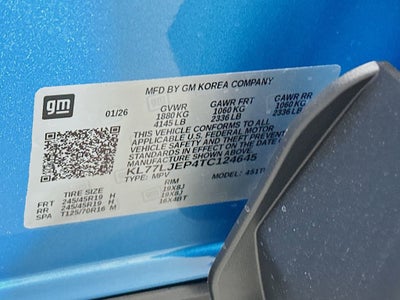 gm
MFD BY GM KOREA COMPANY
01/26 GVWR GAWR FRT GAWR RR
1880 KG 1060 KG 1060 KG
4145 LB 2336 LB 2336 LB
THIS VEHICLE CONFORMS TO ALL
APPLICABLE U.S. FEDERAL MOTOR
VEHICLE SAFETY AND THEFT PREVENTION
STANDARDS IN EFFECT ON THE DATE OF
MANUFACTURE SHOWN ABOVE.
KL77LJEP4TC124645
TYPE: MPV MODEL: 4S1T
TIRE SIZE RIM
FRT 245/45R19 H 19X8J
RR 245/45R19 H 19X8J
SPA T125/70R16 M 16X4BT